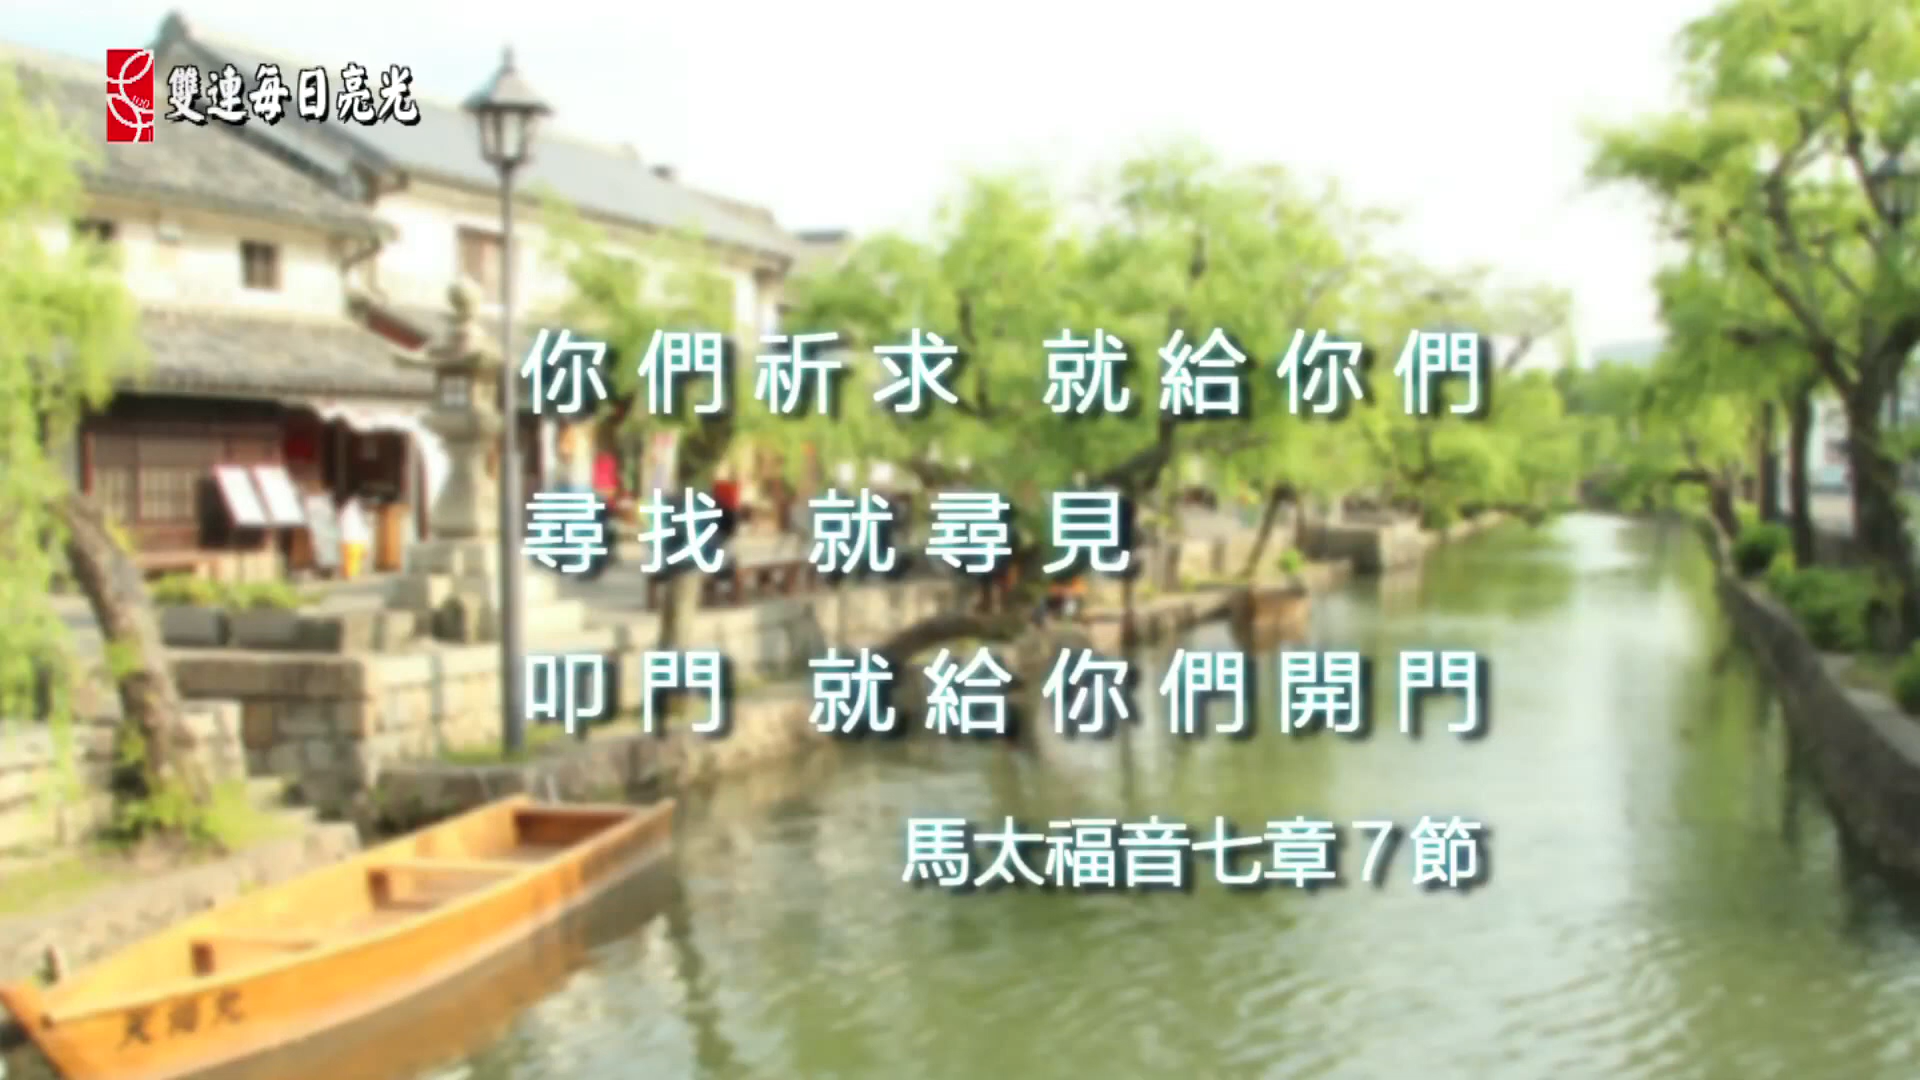 雙連每日亮光
你們祈求 就給你們
尋找 就尋見
叩門 就給你們開門
馬太福音七章7節